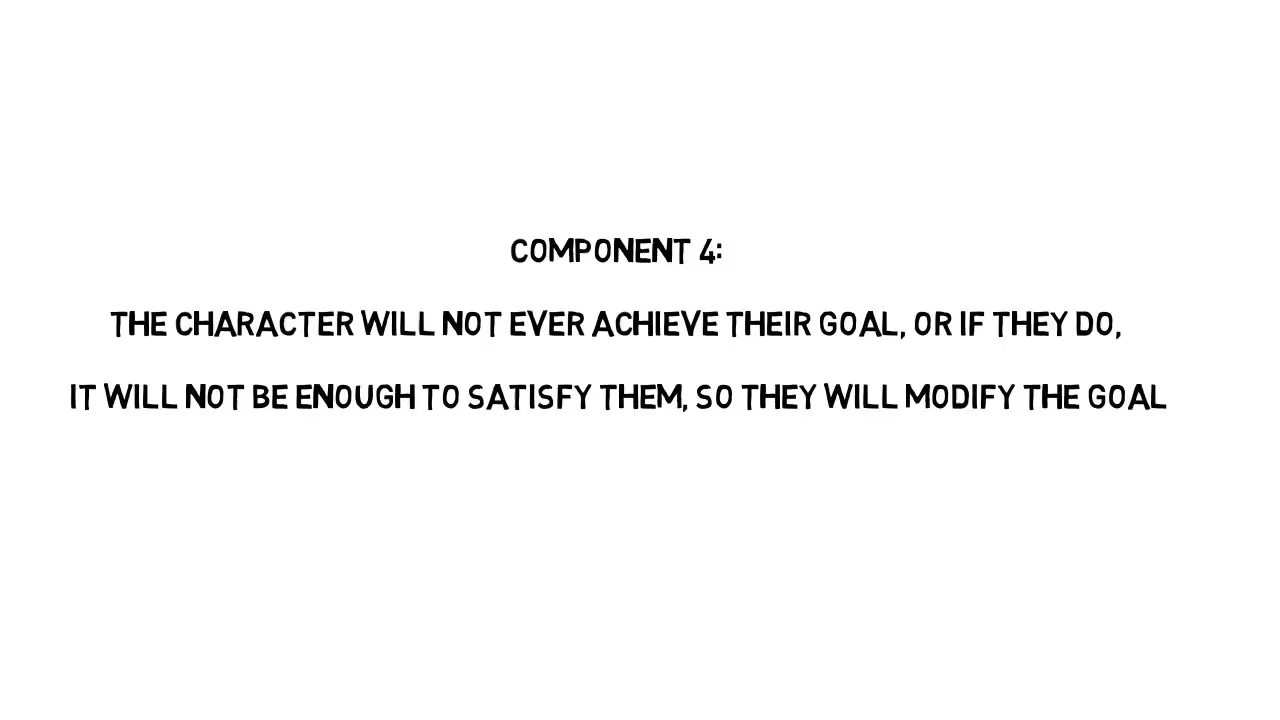 COMPONENT 4:
THE CHARACTER WILL NOT EVER ACHIEVE THEIR GOAL, OR IF THEY DO,
IT WILL NOT BE ENOUGH TO SATISFY THEM, SO THEY WILL MODIFY THE GOAL